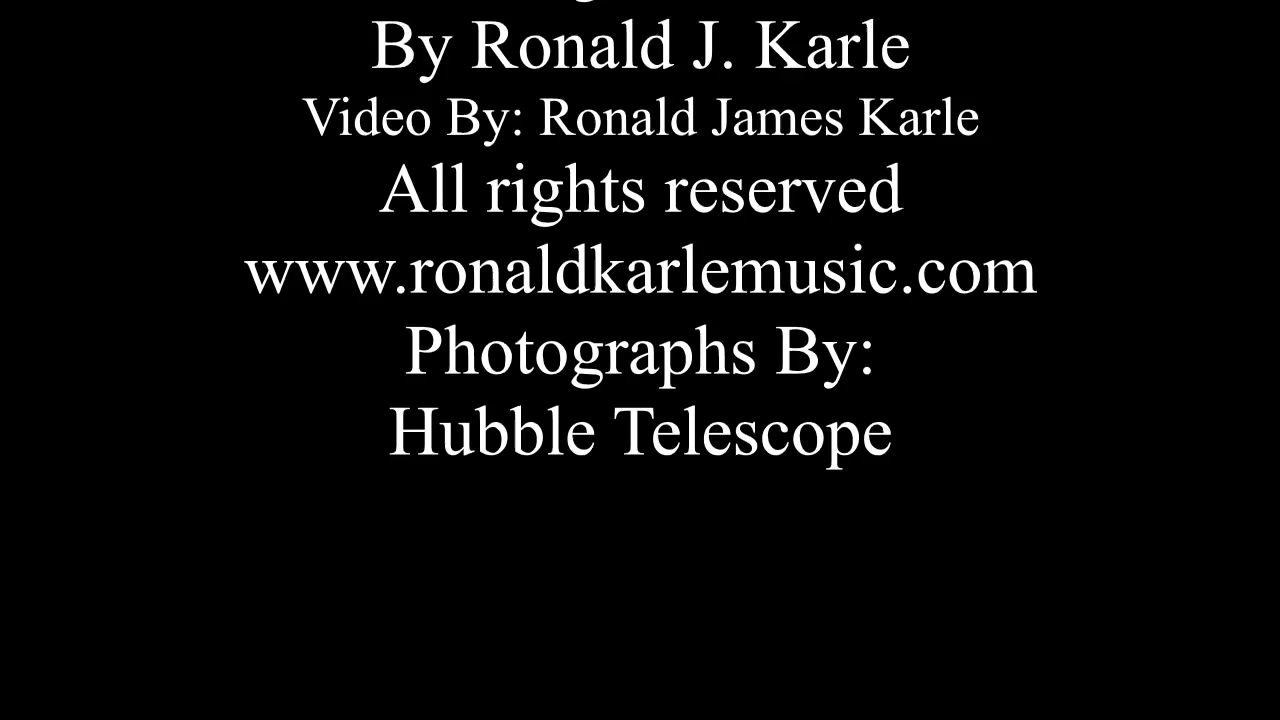 By Ronald J. Karle
Video By: Ronald James Karle
All rights reserved
www.ronaldkarlemusic.com
Photographs By:
Hubble Telescope